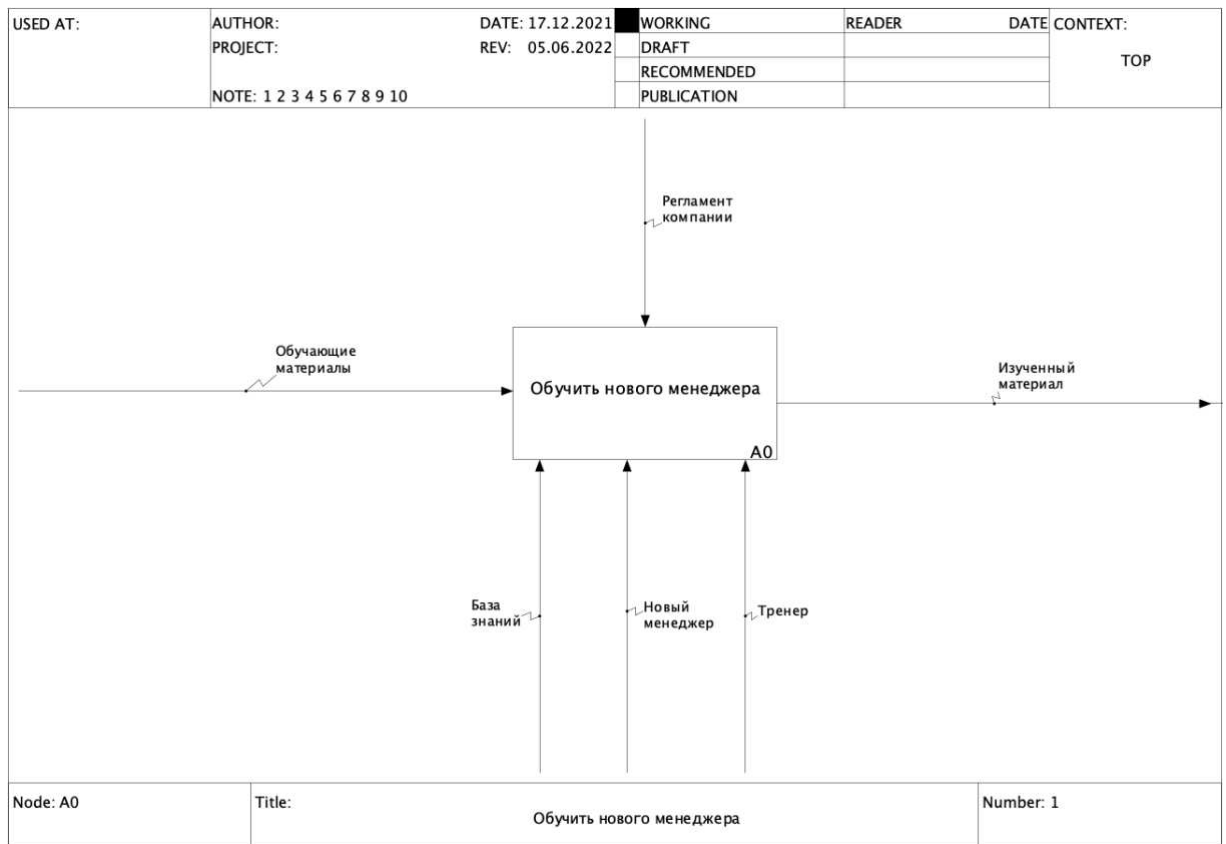 USED AT:
AUTHOR:
DATE: 17.12.2021
WORKING
READER
DATE
CONTEXT:
PROJECT:
REV: 05.06.2022
DRAFT
TOP
RECOMMENDED
NOTE: 1 2 3 4 5 6 7 8 9 10
PUBLICATION
Регламент
компании
Обучающие
материалы
Обучить нового менеджера
A0
Изученный
материал
База
знаний
Новый
менеджер
Тренер
Node: A0
Title:
Обучить нового менеджера
Number: 1